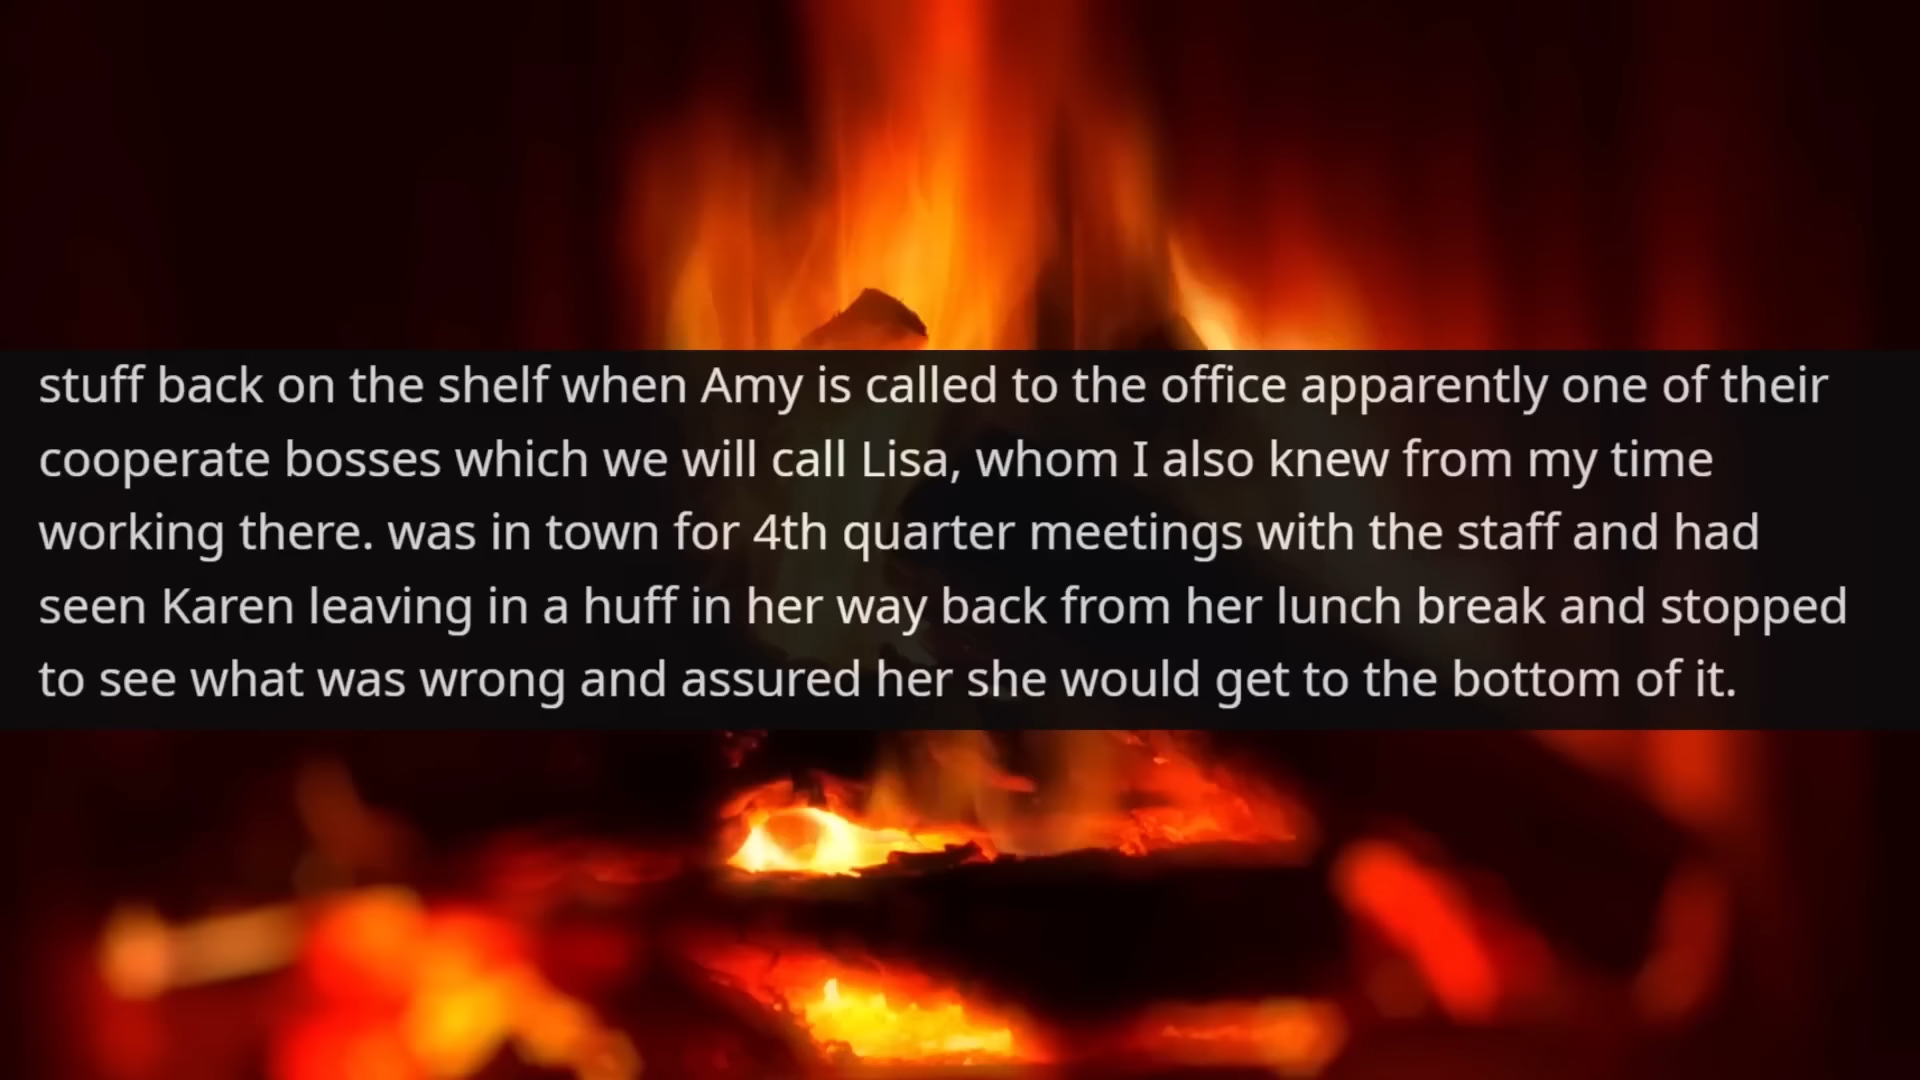 stuff back on the shelf when Amy is called to the office apparently one of their
cooperate bosses which we will call Lisa, whom I also knew from my time
working there. was in town for 4th quarter meetings with the staff and had
seen Karen leaving in a huff in her way back from her lunch break and stopped
to see what was wrong and assured her she would get to the bottom of it.